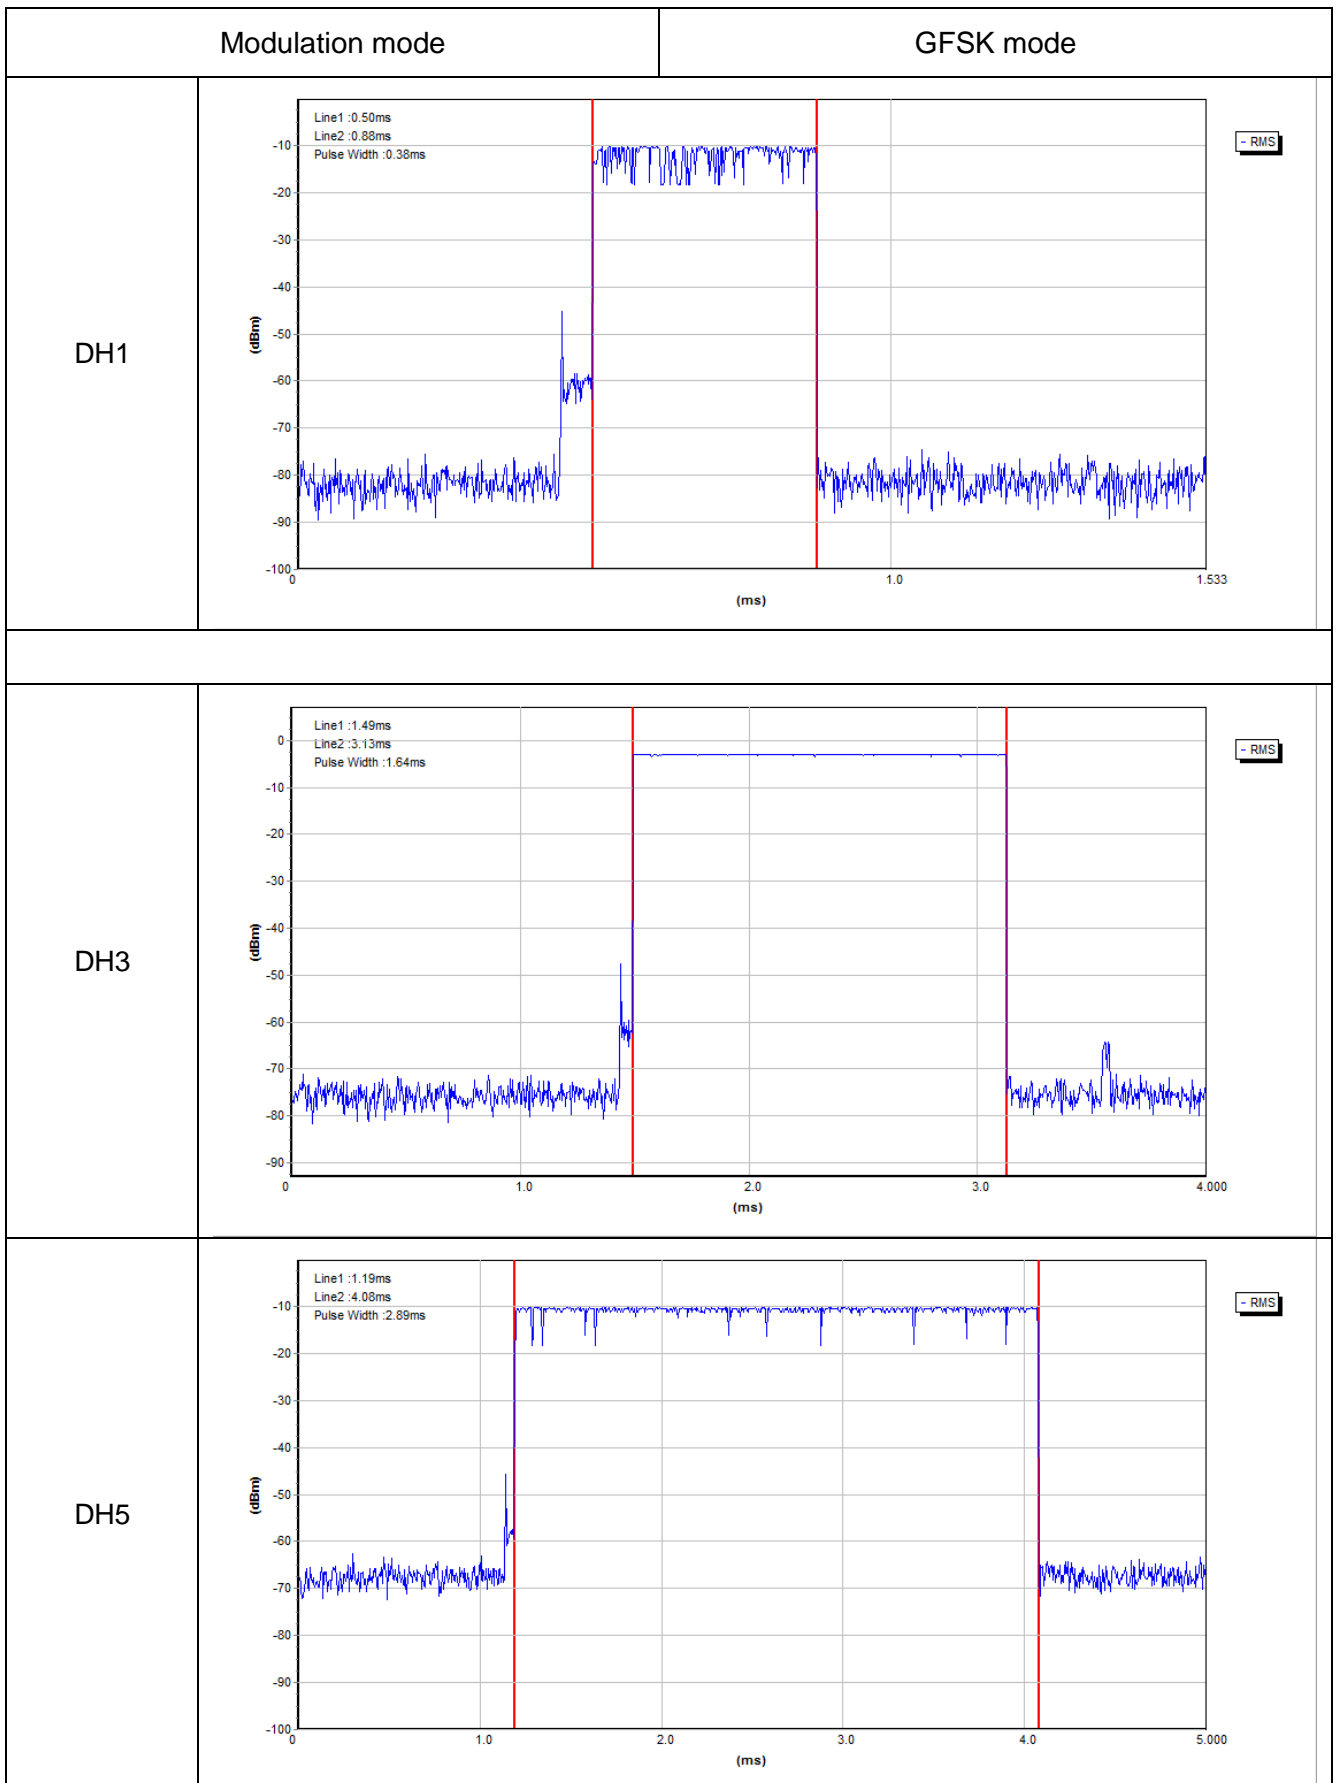 Modulation mode
GFSK mode
DH1
Line1 :0.50ms
Line2 :0.88ms
Pulse Width :0.38ms
- RMS
-10
-20
-30
-40
-50
-60
-70
-80
-90
-100
(dBm)
0
1.0
1.533
(ms)
DH3
Line1 :1.49ms
Line2 :3.13ms
Pulse Width :1.64ms
- RMS
0
-10
-20
-30
-40
-50
-60
-70
-80
-90
(dBm)
0
1.0
2.0
3.0
4.000
(ms)
DH5
Line1 :1.19ms
Line2 :4.08ms
Pulse Width :2.89ms
- RMS
-10
-20
-30
-40
-50
-60
-70
-80
-90
-100
(dBm)
0
1.0
2.0
3.0
4.0
5.000
(ms)